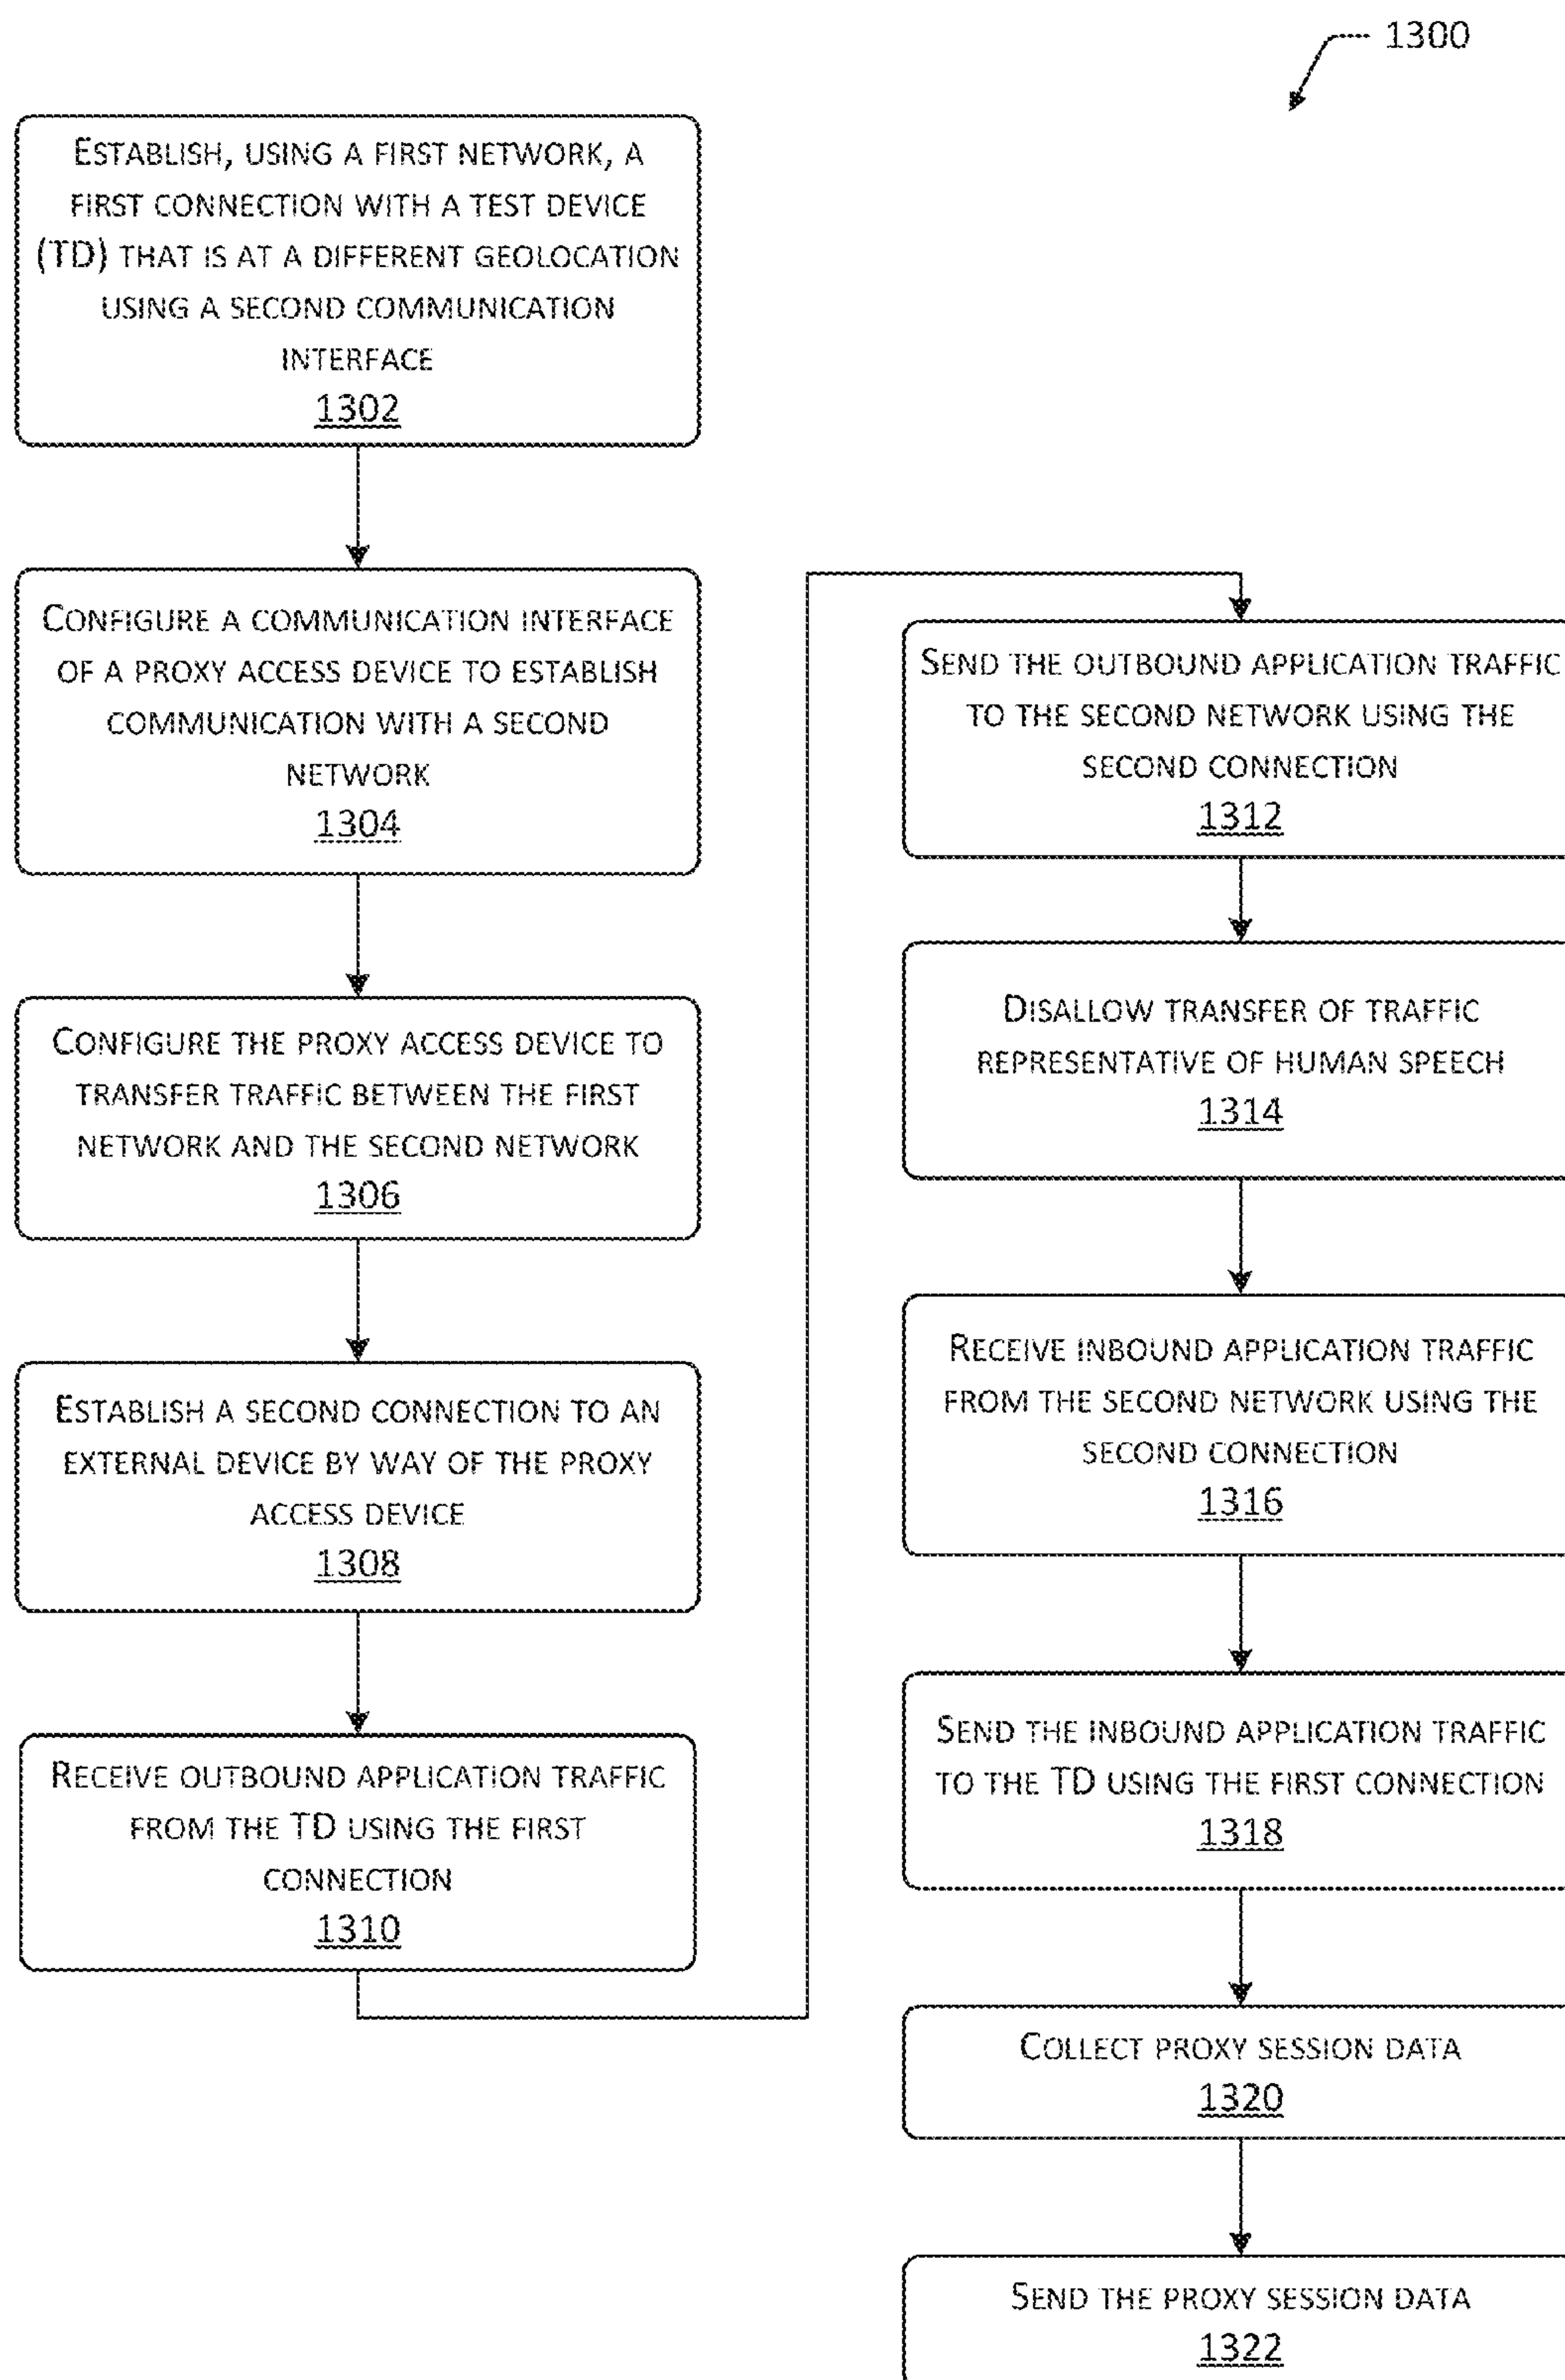 1300
ESTABLISH, USING A FIRST NETWORK, A
FIRST CONNECTION WITH A TEST DEVICE
(TD) THAT IS AT A DIFFERENT GEOLOCATION
USING A SECOND COMMUNICATION
INTERFACE
1302
CONFIGURE A COMMUNICATION INTERFACE
OF A PROXY ACCESS DEVICE TO ESTABLISH
COMMUNICATION WITH A SECOND
NETWORK
1304
CONFIGURE THE PROXY ACCESS DEVICE TO
TRANSFER TRAFFIC BETWEEN THE FIRST
NETWORK AND THE SECOND NETWORK
1306
ESTABLISH A SECOND CONNECTION TO AN
EXTERNAL DEVICE BY WAY OF THE PROXY
ACCESS DEVICE
1308
RECEIVE OUTBOUND APPLICATION TRAFFIC
FROM THE TD USING THE FIRST
CONNECTION
1310
SEND THE OUTBOUND APPLICATION TRAFFIC
TO THE SECOND NETWORK USING THE
SECOND CONNECTION
1312
DISALLOW TRANSFER OF TRAFFIC
REPRESENTATIVE OF HUMAN SPEECH
1314
RECEIVE INBOUND APPLICATION TRAFFIC
FROM THE SECOND NETWORK USING THE
SECOND CONNECTION
1316
SEND THE INBOUND APPLICATION TRAFFIC
TO THE TD USING THE FIRST CONNECTION
1318
COLLECT PROXY SESSION DATA
1320
SEND THE PROXY SESSION DATA
1322